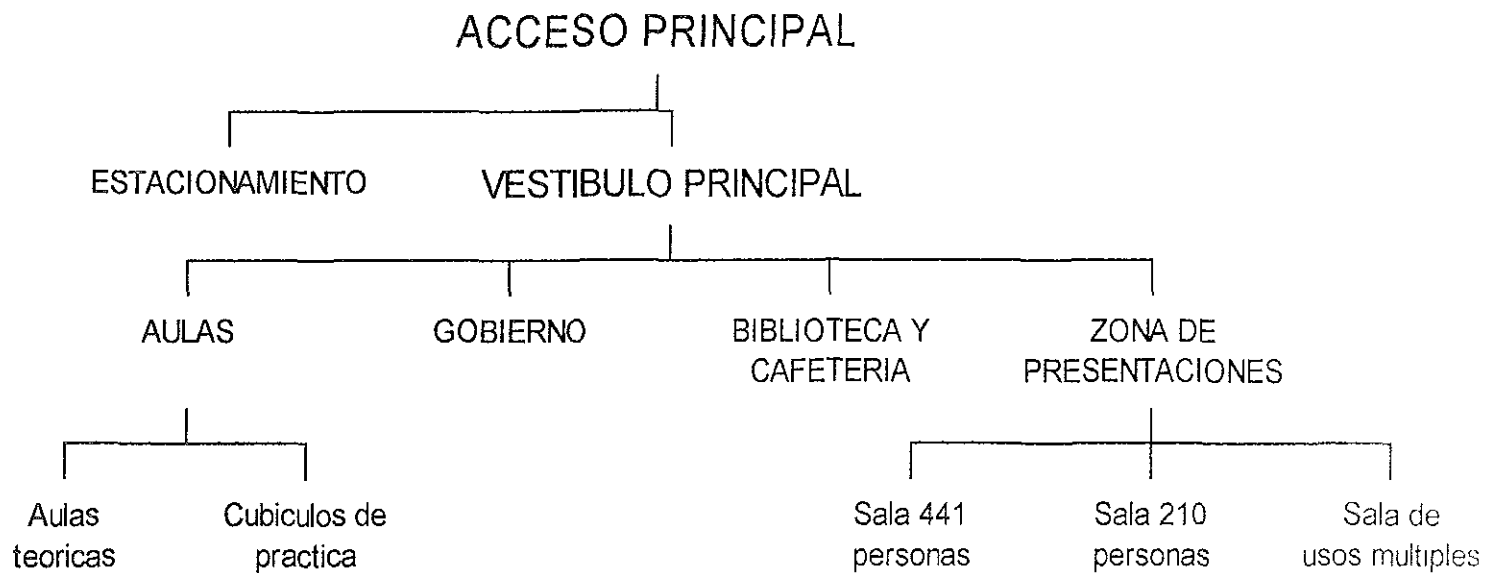 ACCESO PRINCIPAL
ESTACIONAMIENTO
VESTIBULO PRINCIPAL
AULAS
GOBIERNO
BIBLIOTECA Y
CAFETERIA
ZONA DE
PRESENTACIONES
Aulas
teoricas
Cubiculos de
practica
Sala 441
personas
Sala 210
personas
Sala de
usos multiples